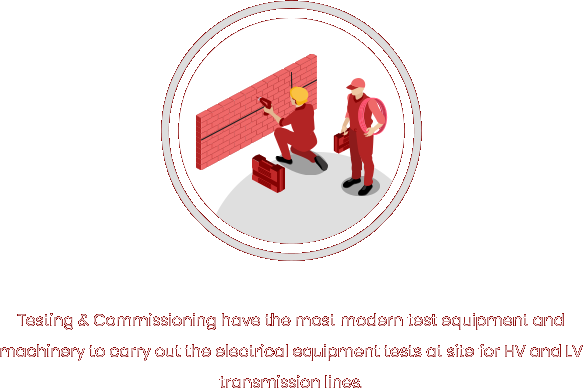 Testing & Commissioning have the most modern test equipment and
machinery to carry out the electrical equipment tests at site for HV and LV
transmission lines